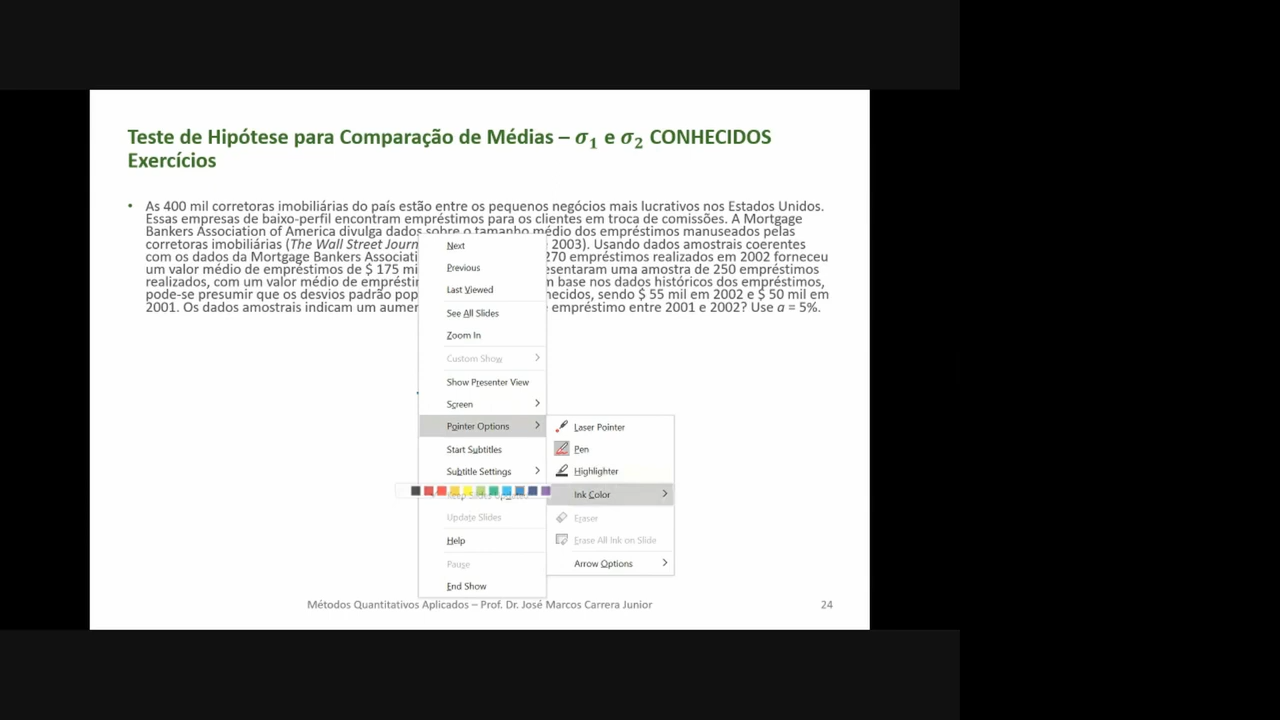 Teste de Hipótese para Comparação de Médias – σ₁ e σ₂ CONHECIDOS
Exercícios
• As 400 mil corretoras imobiliárias do país estão entre os pequenos negócios mais lucrativos nos Estados Unidos.
Essas empresas de baixo-perfil encontram empréstimos para os clientes em troca de comissões. A Mortgage
Bankers Association of America divulga dados sobre o tamanho médio dos empréstimos manuseados pelas
corretoras imobiliárias (The Wall Street Journ 2003). Usando dados amostrais coerentes
com os dados da Mortgage Bankers Associati 270 empréstimos realizados em 2002 forneceu
um valor médio de empréstimos de $ 175 mi esentaram uma amostra de 250 empréstimos
realizados, com um valor médio de emprésti base nos dados históricos dos empréstimos,
pode-se presumir que os desvios padrão pop hecidos, sendo $ 55 mil em 2002 e $ 50 mil em
2001. Os dados amostrais indicam um aumen empréstimo entre 2001 e 2002? Use a = 5%.
Next
Previous
Last Viewed
See All Slides
Zoom In
Custom Show
Show Presenter View
Screen
Pointer Options
Start Subtitles
Subtitle Settings
Update Slides
Help
Pause
End Show
Laser Pointer
Pen
Highlighter
Ink Color
Eraser
Erase All Ink on Slide
Arrow Options
Métodos Quantitativos Aplicados – Prof. Dr. José Marcos Carrera Junior
24